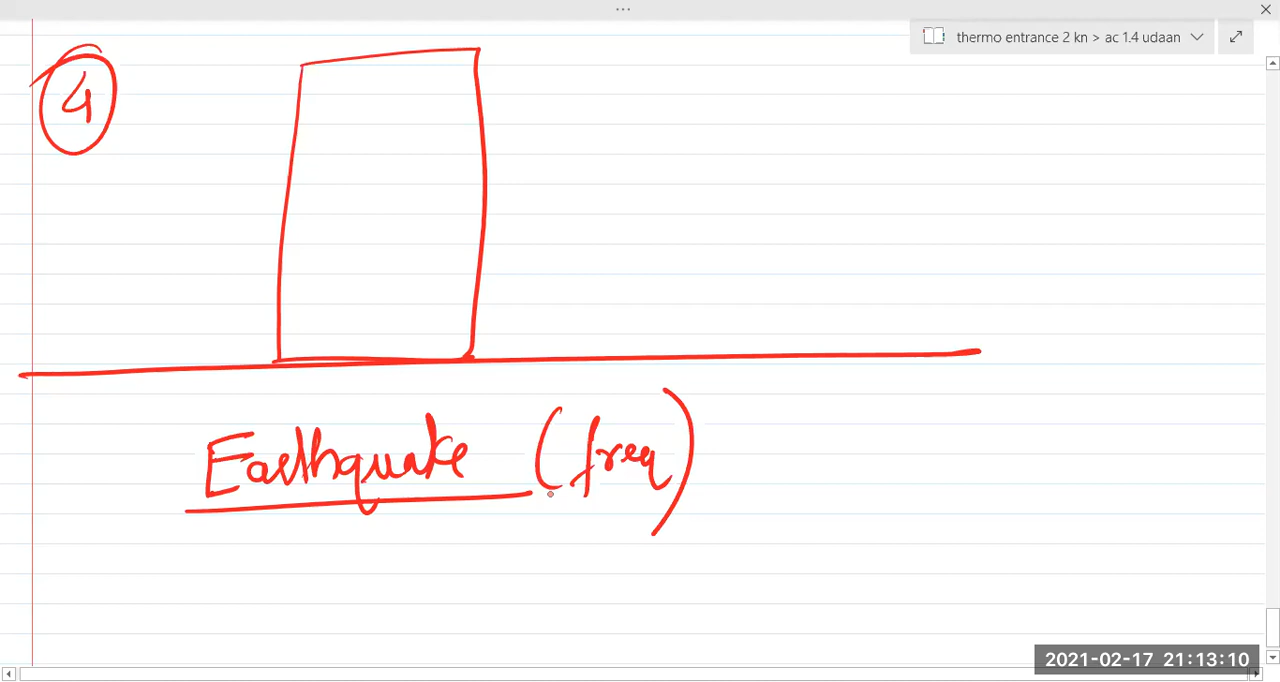 thermo entrance 2 kn > ac 1.4 udaan
4
Earthquake (freq)
2021-02-17 21:13:10